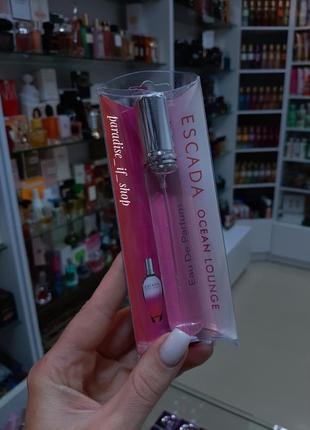 ESCADA OCEAN LOUNGE
Eau De Parfum
paradise_if_shop